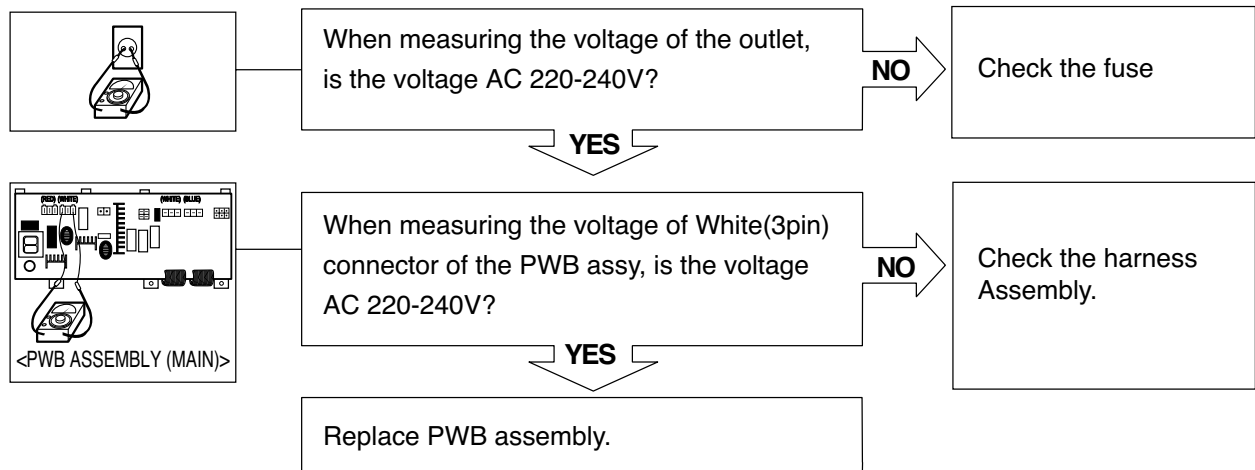 When measuring the voltage of the outlet,
is the voltage AC 220-240V?
NO
Check the fuse
YES
(RED) (WHITE)
(WHITE) (BLUE)
<PWB ASSEMBLY (MAIN)>
When measuring the voltage of White(3pin)
connector of the PWB assy, is the voltage
AC 220-240V?
NO
Check the harness
Assembly.
YES
Replace PWB assembly.